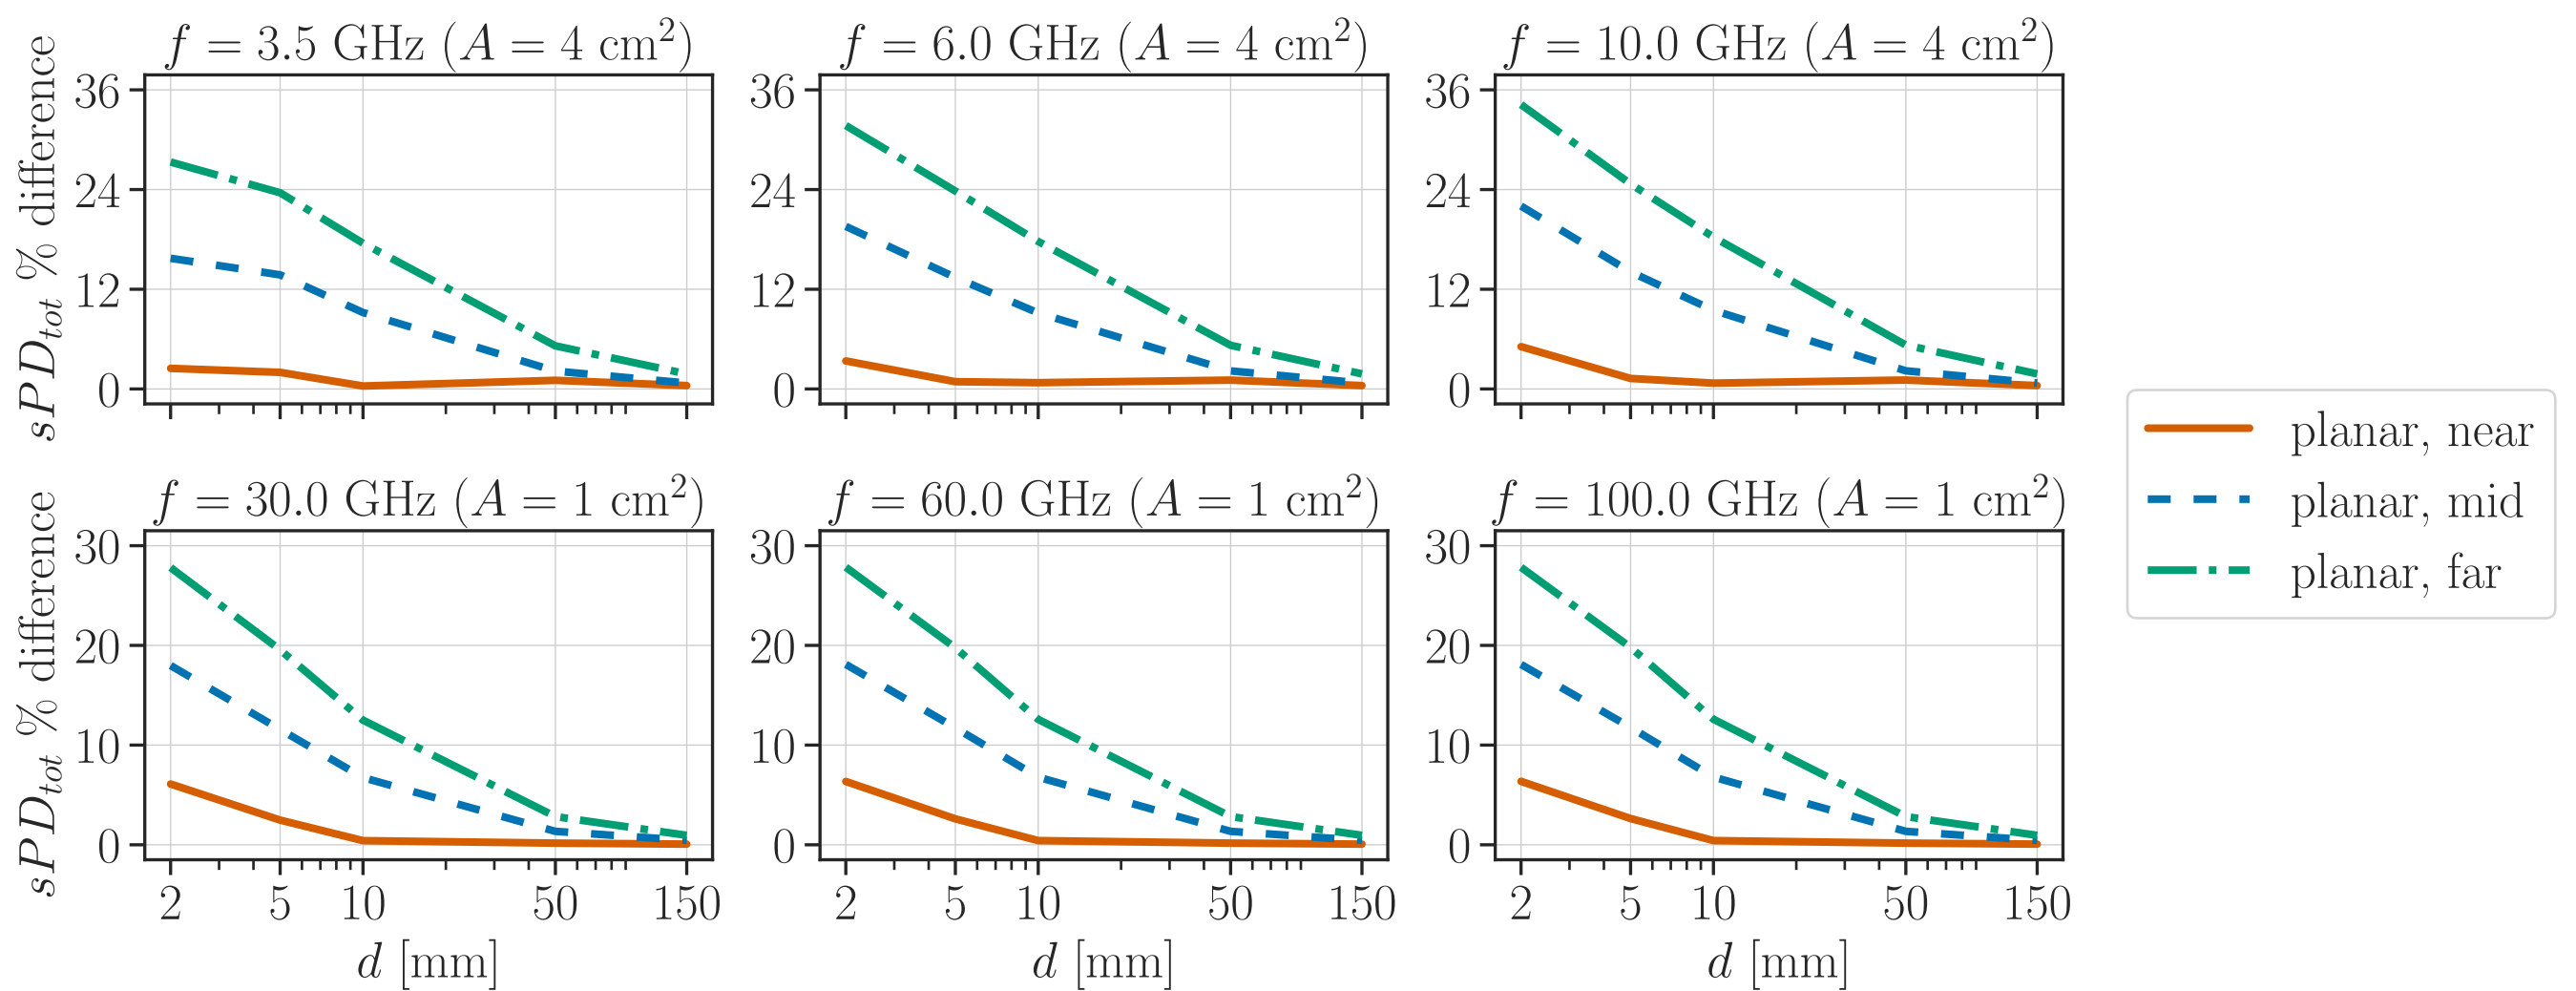 f = 3.5 GHz (A = 4 cm²)
f = 6.0 GHz (A = 4 cm²)
f = 10.0 GHz (A = 4 cm²)
sPD_tot % difference
36
24
12
0
36
24
12
0
36
24
12
0
planar, near
planar, mid
planar, far
f = 30.0 GHz (A = 1 cm²)
f = 60.0 GHz (A = 1 cm²)
f = 100.0 GHz (A = 1 cm²)
sPD_tot % difference
30
20
10
0
30
20
10
0
30
20
10
0
2 5 10 50 150
2 5 10 50 150
2 5 10 50 150
d [mm]
d [mm]
d [mm]